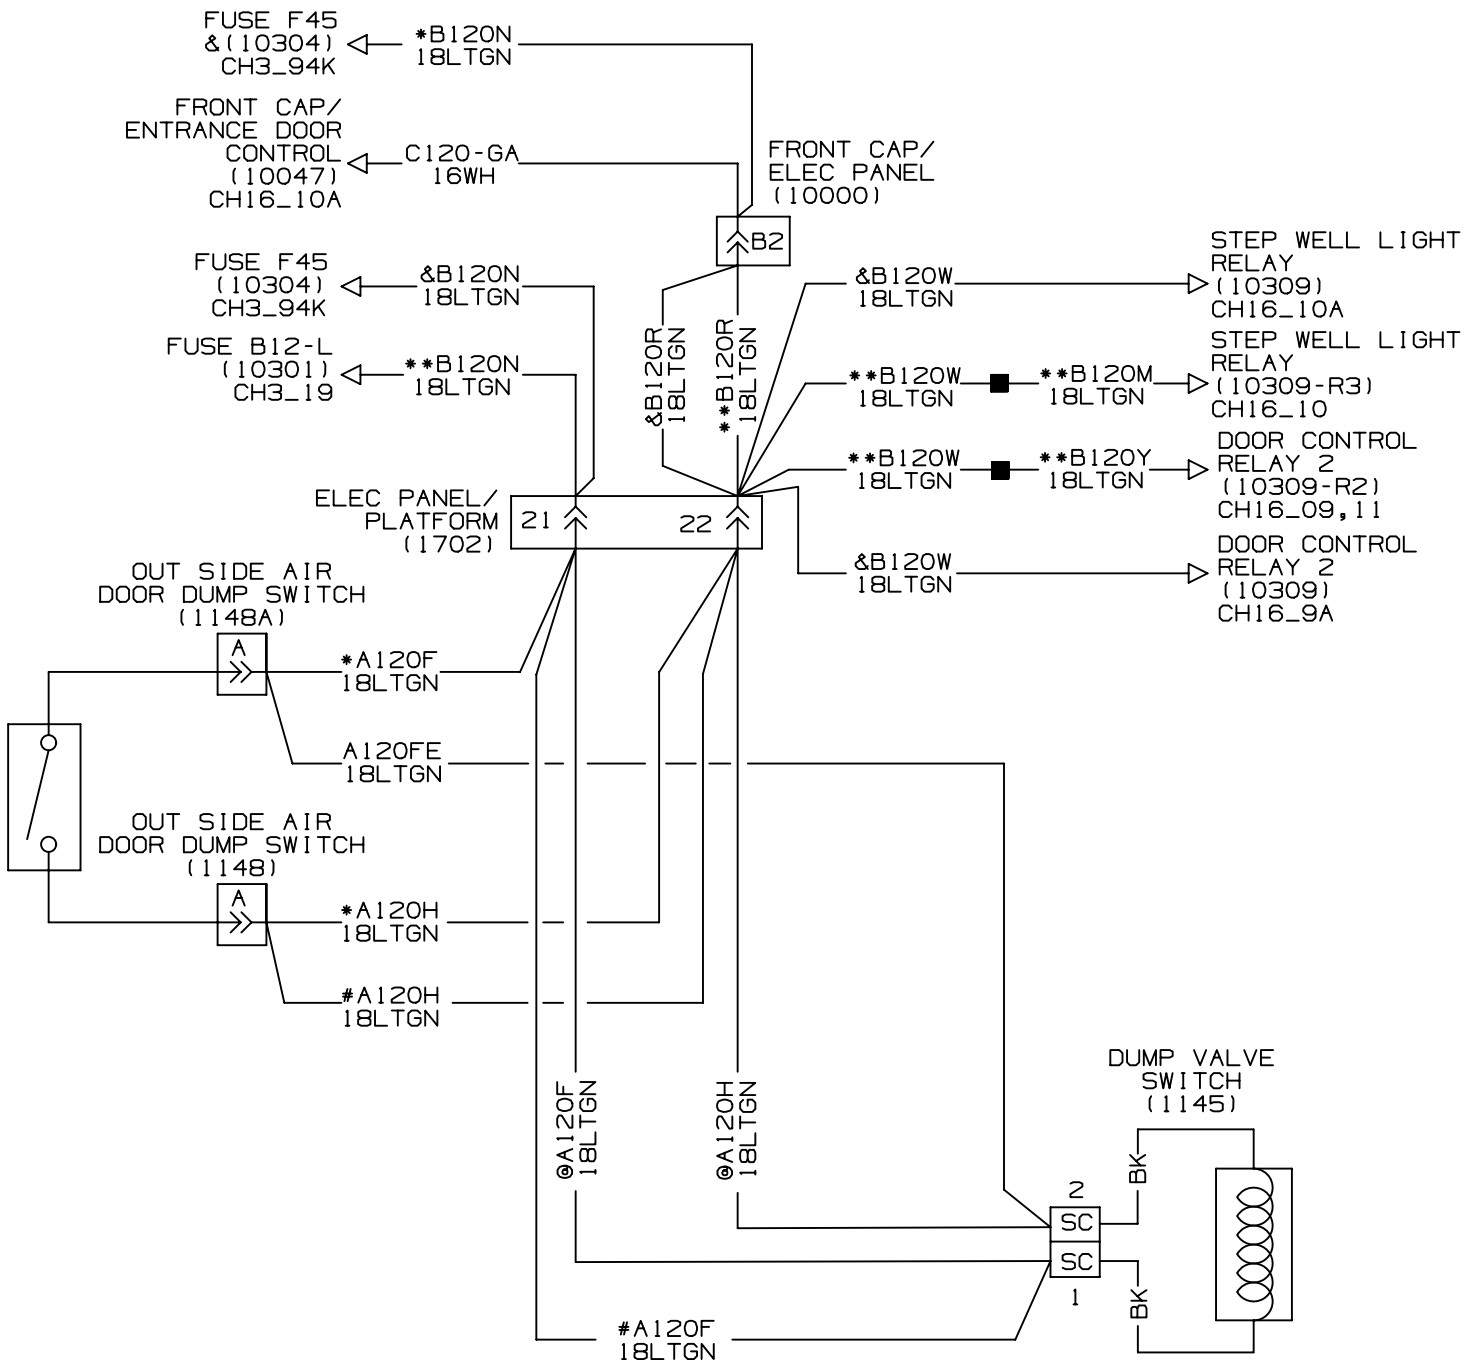 FUSE F45
&(10304)
CH3_94K
*B120N
18LTGN
FRONT CAP/
ENTRANCE DOOR
CONTROL
(10047)
CH16_10A
C120-GA
16WH
FRONT CAP/
ELEC PANEL
(10000)
B2
FUSE F45
(10304)
CH3_94K
&B120N
18LTGN
FUSE B12-L
(10301)
CH3_19
**B120N
18LTGN
&B120R
18LTGN
**B120R
18LTGN
&B120W
18LTGN
STEP WELL LIGHT
RELAY
(10309)
CH16_10A
**B120W
18LTGN
**B120M
18LTGN
STEP WELL LIGHT
RELAY
(10309-R3)
CH16_10
**B120W
18LTGN
**B120Y
18LTGN
DOOR CONTROL
RELAY 2
(10309-R2)
CH16_09,11
&B120W
18LTGN
DOOR CONTROL
RELAY 2
(10309)
CH16_9A
ELEC PANEL/
PLATFORM
(1702)
21
22
OUT SIDE AIR
DOOR DUMP SWITCH
(1148A)
A
*A120F
18LTGN
A120FE
18LTGN
OUT SIDE AIR
DOOR DUMP SWITCH
(1148)
A
*A120H
18LTGN
#A120H
18LTGN
@A120F
18LTGN
@A120H
18LTGN
DUMP VALVE
SWITCH
(1145)
BK
2
SC
SC
1
BK
#A120F
18LTGN